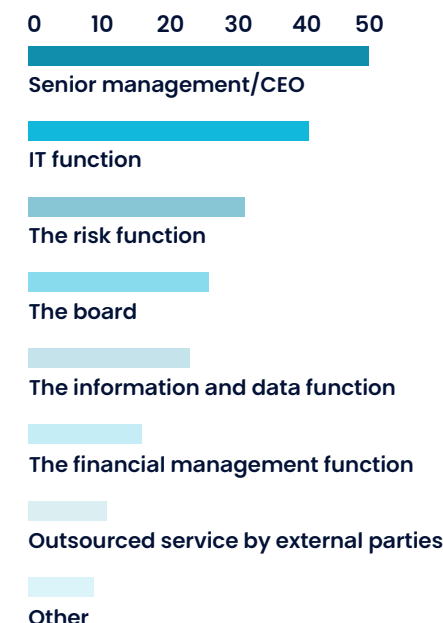 0 10 20 30 40 50
Senior management/CEO
IT function
The risk function
The board
The information and data function
The financial management function
Outsourced service by external parties
Other